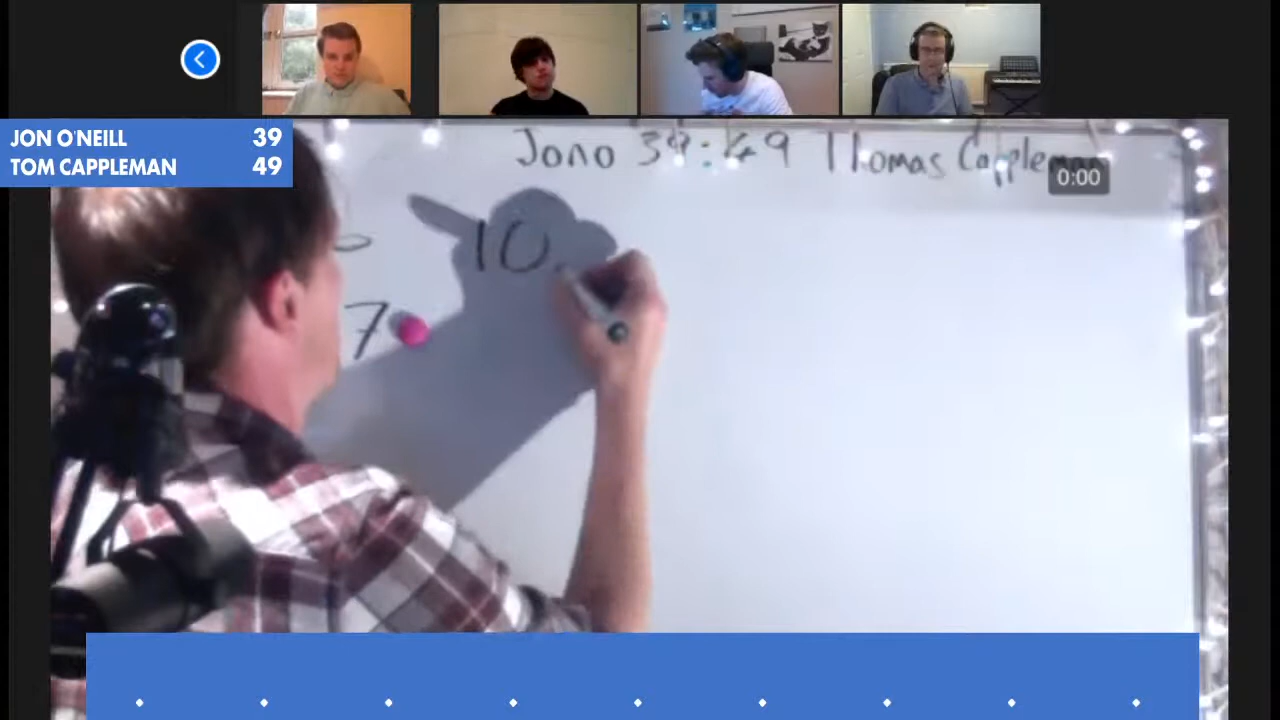 JON O'NEILL 39
TOM CAPPLEMAN 49
Jono 39:49 Thomas Cappleman
0:00
10.
7